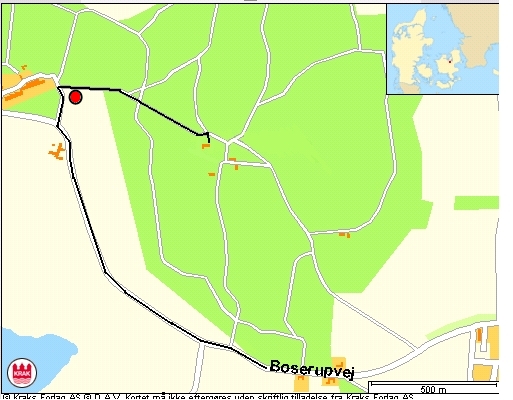 Boserupvej
KRAK
500 m
© Kraks Forlag AS © D.A.V. Kortet må ikke eftergøres uden skriftlig tilladelse fra Kraks Forlag AS